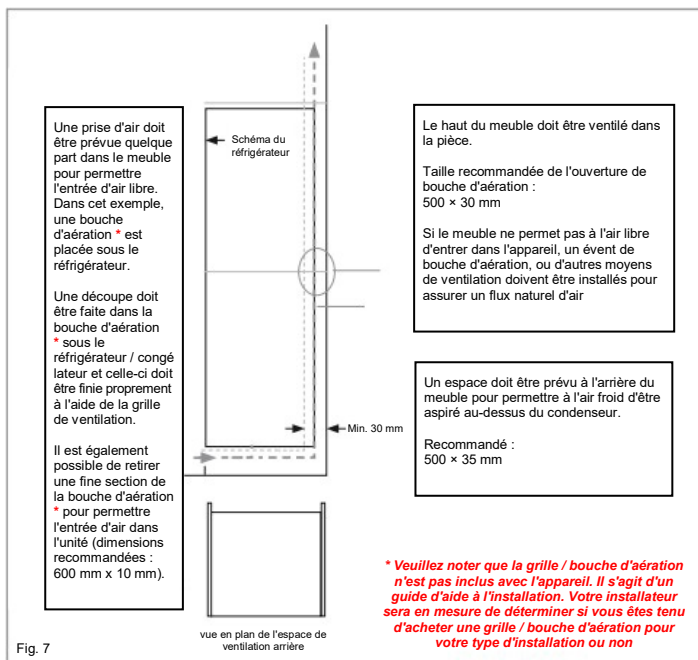 Une prise d'air doit
être prévue quelque
part dans le meuble
pour permettre
l'entrée d'air libre.
Dans cet exemple,
une bouche
d'aération * est
placée sous le
réfrigérateur.
Une découpe doit
être faite dans la
bouche d'aération
* sous le
réfrigérateur / congé
lateur et celle-ci doit
être finie proprement
à l'aide de la grille
de ventilation.
Il est également
possible de retirer
une fine section de
la bouche d'aération
* pour permettre
l'entrée d'air dans
l'unité (dimensions
recommandées :
600 mm x 10 mm).
Schéma du
réfrigérateur
Min. 30 mm
vue en plan de l'espace de
ventilation arrière
Le haut du meuble doit être ventilé dans
la pièce.
Taille recommandée de l'ouverture de
bouche d'aération :
500 × 30 mm
Si le meuble ne permet pas à l'air libre
d'entrer dans l'appareil, un évent de
bouche d'aération, ou d'autres moyens
de ventilation doivent être installés pour
assurer un flux naturel d'air
Un espace doit être prévu à l'arrière du
meuble pour permettre à l'air froid d'être
aspiré au-dessus du condenseur.
Recommandé :
500 × 35 mm
* Veuillez noter que la grille / bouche d'aération
n'est pas inclus avec l'appareil. Il s'agit d'un
guide d'aide à l'installation. Votre installateur
sera en mesure de déterminer si vous êtes tenu
d'acheter une grille / bouche d'aération pour
votre type d'installation ou non
Fig. 7